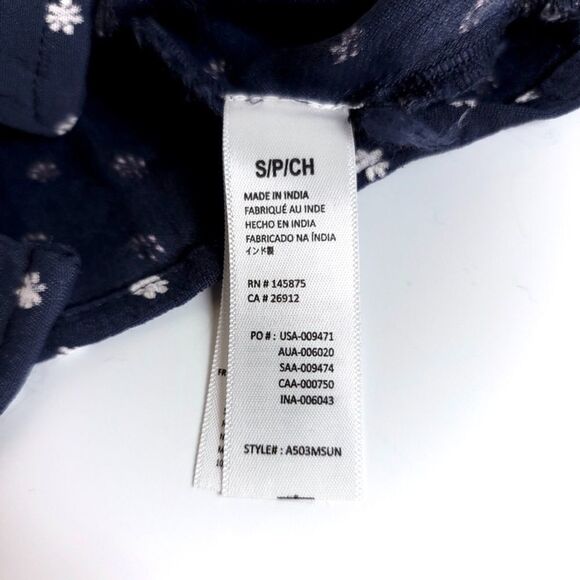 S/P/CH
MADE IN INDIA
FABRIQUÉ AU INDE
HECHO EN INDIA
FABRICADO NA ÍNDIA
インド製
RN # 145875
CA # 26912
PO # : USA-009471
AUA-006020
SAA-009474
CAA-000750
INA-006043
STYLE# : A503MSUN